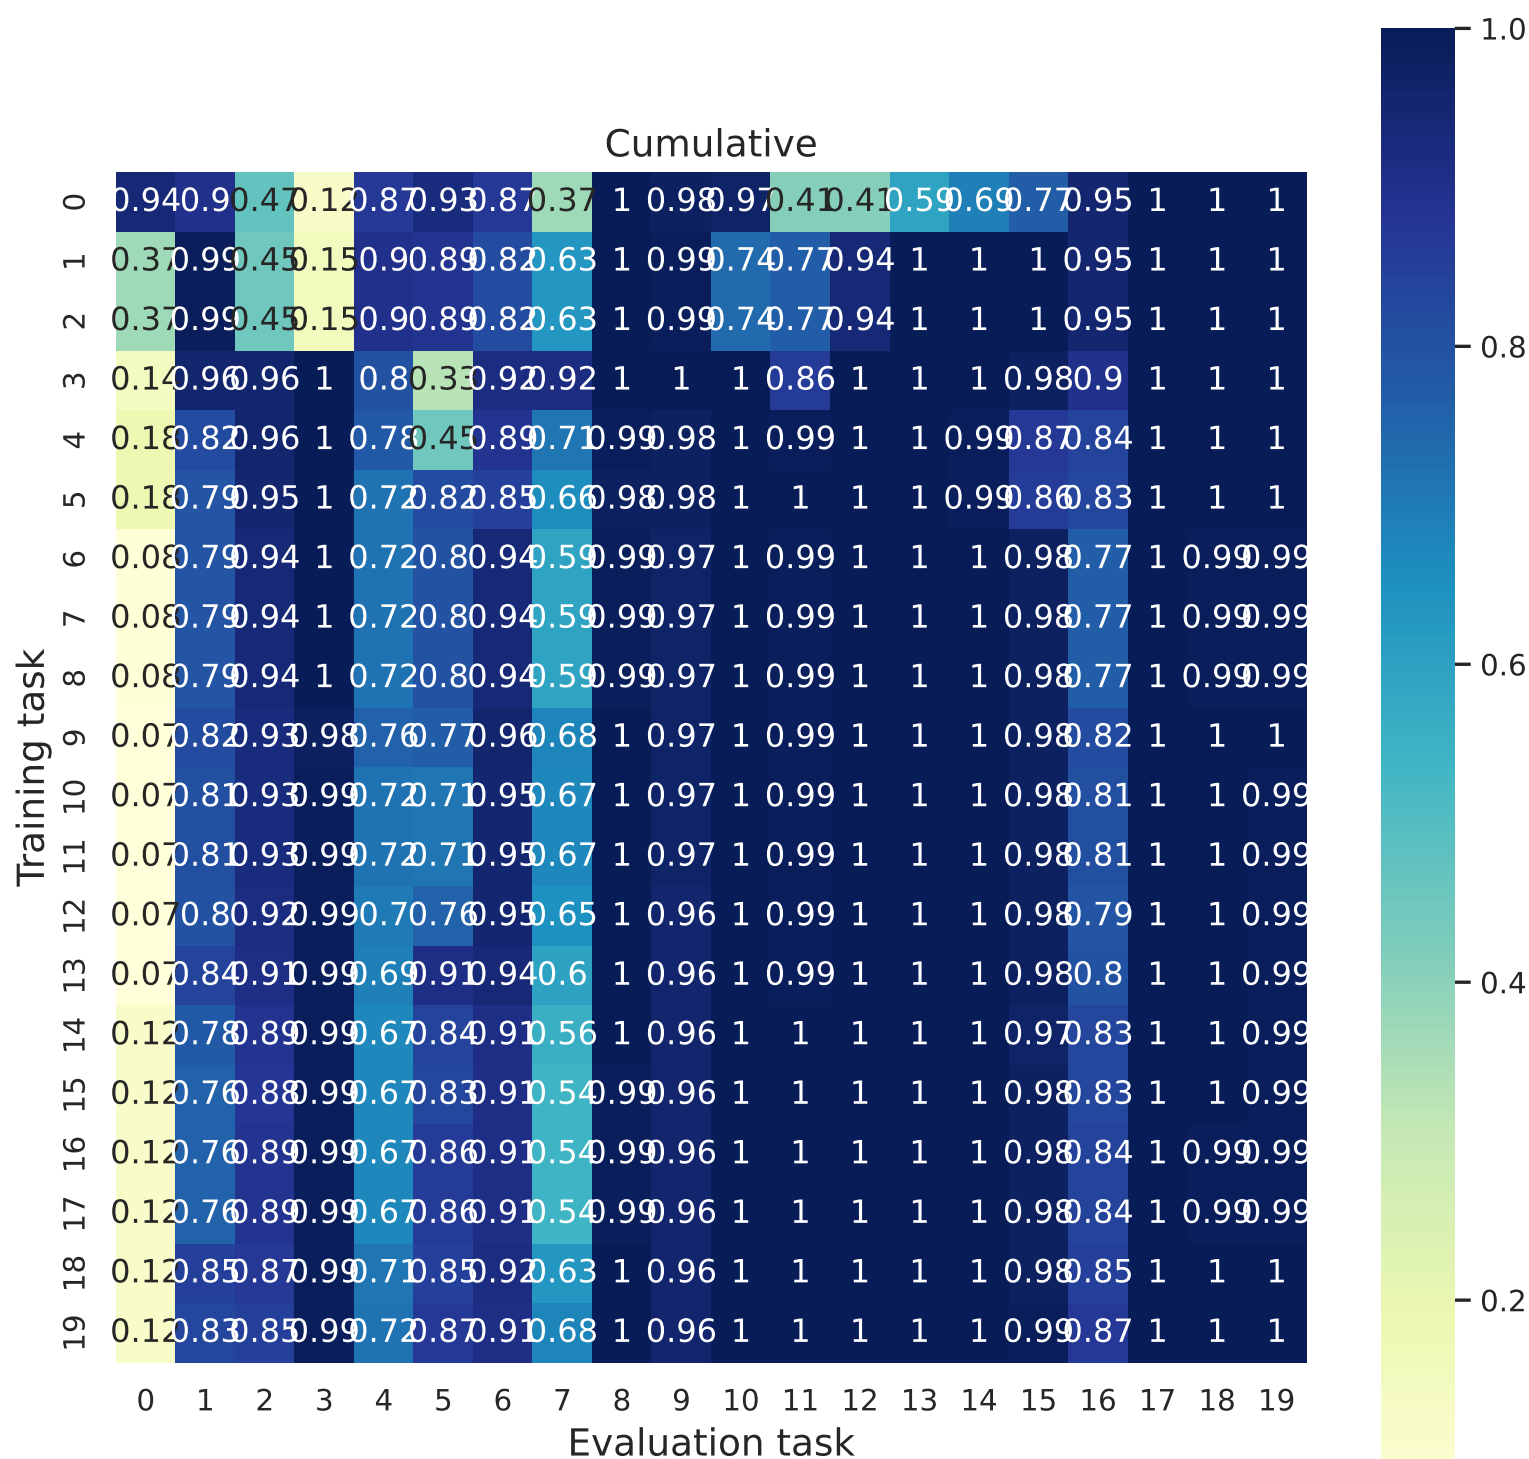 Cumulative
0 0.94 0.9 0.47 0.12 0.87 0.93 0.87 0.37 1 0.98 0.97 0.41 0.41 0.59 0.69 0.77 0.95 1 1 1
1 0.37 0.99 0.45 0.15 0.9 0.89 0.82 0.63 1 0.99 0.74 0.77 0.94 1 1 1 0.95 1 1 1
2 0.37 0.99 0.45 0.15 0.9 0.89 0.82 0.63 1 0.99 0.74 0.77 0.94 1 1 1 0.95 1 1 1
3 0.14 0.96 0.96 1 0.8 0.33 0.92 0.92 1 1 1 0.86 1 1 1 0.98 0.9 1 1 1
4 0.18 0.82 0.96 1 0.78 0.45 0.89 0.71 0.99 0.98 1 0.99 1 1 0.99 0.87 0.84 1 1 1
5 0.18 0.79 0.95 1 0.72 0.82 0.85 0.66 0.98 0.98 1 1 1 1 0.99 0.86 0.83 1 1 1
6 0.08 0.79 0.94 1 0.72 0.8 0.94 0.59 0.99 0.97 1 0.99 1 1 1 0.98 0.77 1 0.99 0.99
7 0.08 0.79 0.94 1 0.72 0.8 0.94 0.59 0.99 0.97 1 0.99 1 1 1 0.98 0.77 1 0.99 0.99
8 0.08 0.79 0.94 1 0.72 0.8 0.94 0.59 0.99 0.97 1 0.99 1 1 1 0.98 0.77 1 0.99 0.99
9 0.07 0.82 0.93 0.98 0.76 0.77 0.96 0.68 1 0.97 1 0.99 1 1 1 0.98 0.82 1 1 1
10 0.07 0.81 0.93 0.99 0.72 0.71 0.95 0.67 1 0.97 1 0.99 1 1 1 0.98 0.81 1 1 0.99
11 0.07 0.81 0.93 0.99 0.72 0.71 0.95 0.67 1 0.97 1 0.99 1 1 1 0.98 0.81 1 1 0.99
12 0.07 0.8 0.92 0.99 0.7 0.76 0.95 0.65 1 0.96 1 0.99 1 1 1 0.98 0.79 1 1 0.99
13 0.07 0.84 0.91 0.99 0.69 0.91 0.94 0.6 1 0.96 1 0.99 1 1 1 0.98 0.8 1 1 0.99
14 0.12 0.78 0.89 0.99 0.67 0.84 0.91 0.56 1 0.96 1 1 1 1 1 0.97 0.83 1 1 0.99
15 0.12 0.76 0.88 0.99 0.67 0.83 0.91 0.54 0.99 0.96 1 1 1 1 1 0.98 0.83 1 1 0.99
16 0.12 0.76 0.89 0.99 0.67 0.86 0.91 0.54 0.99 0.96 1 1 1 1 1 0.98 0.84 1 0.99 0.99
17 0.12 0.76 0.89 0.99 0.67 0.86 0.91 0.54 0.99 0.96 1 1 1 1 1 0.98 0.84 1 0.99 0.99
18 0.12 0.85 0.87 0.99 0.71 0.85 0.92 0.63 1 0.96 1 1 1 1 1 0.98 0.85 1 1 1
19 0.12 0.83 0.85 0.99 0.72 0.87 0.91 0.68 1 0.96 1 1 1 1 1 0.99 0.87 1 1 1
0 1 2 3 4 5 6 7 8 9 10 11 12 13 14 15 16 17 18 19
Evaluation task
Training task
1.0
0.8
0.6
0.4
0.2